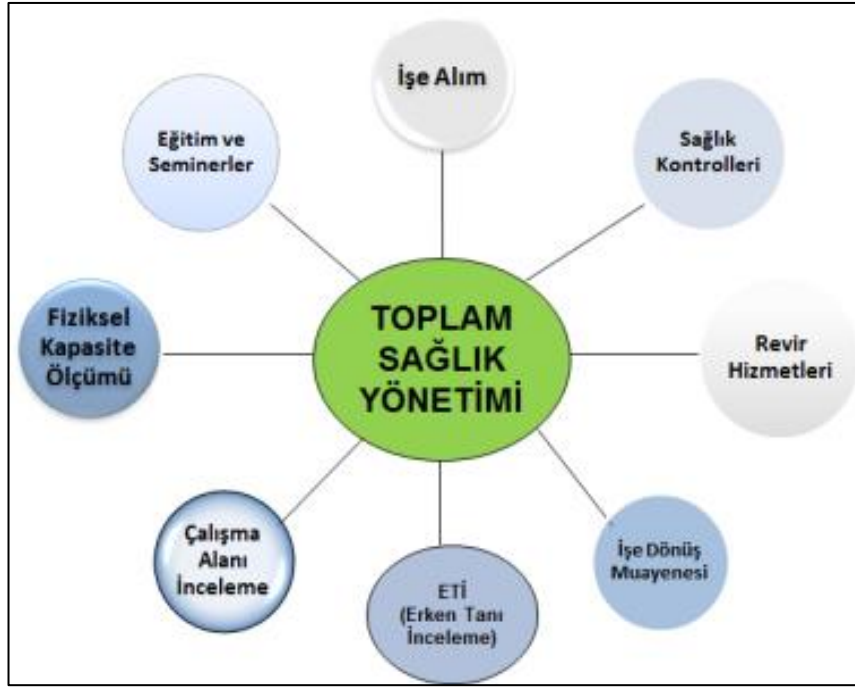 İşe Alım
Eğitim ve
Seminerler
Sağlık
Kontrolleri
Fiziksel
Kapasite
Ölçümü
TOPLAM
SAĞLIK
YÖNETİMİ
Revir
Hizmetleri
Çalışma
Alanı
İnceleme
ETİ
(Erken Tanı
İnceleme)
İşe Dönüş
Muayenesi